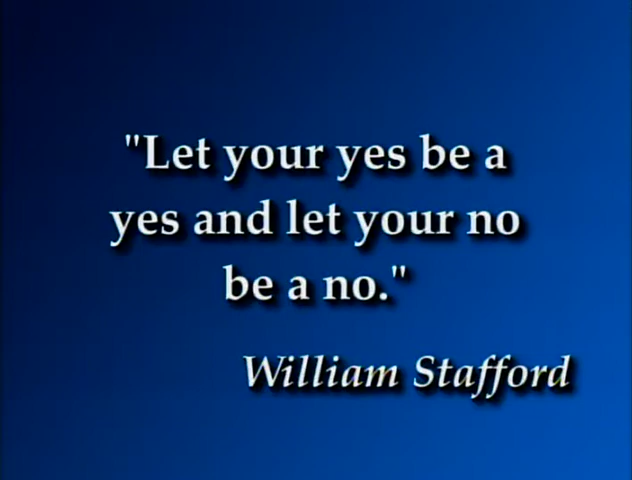 "Let your yes be a
yes and let your no
be a no."
William Stafford